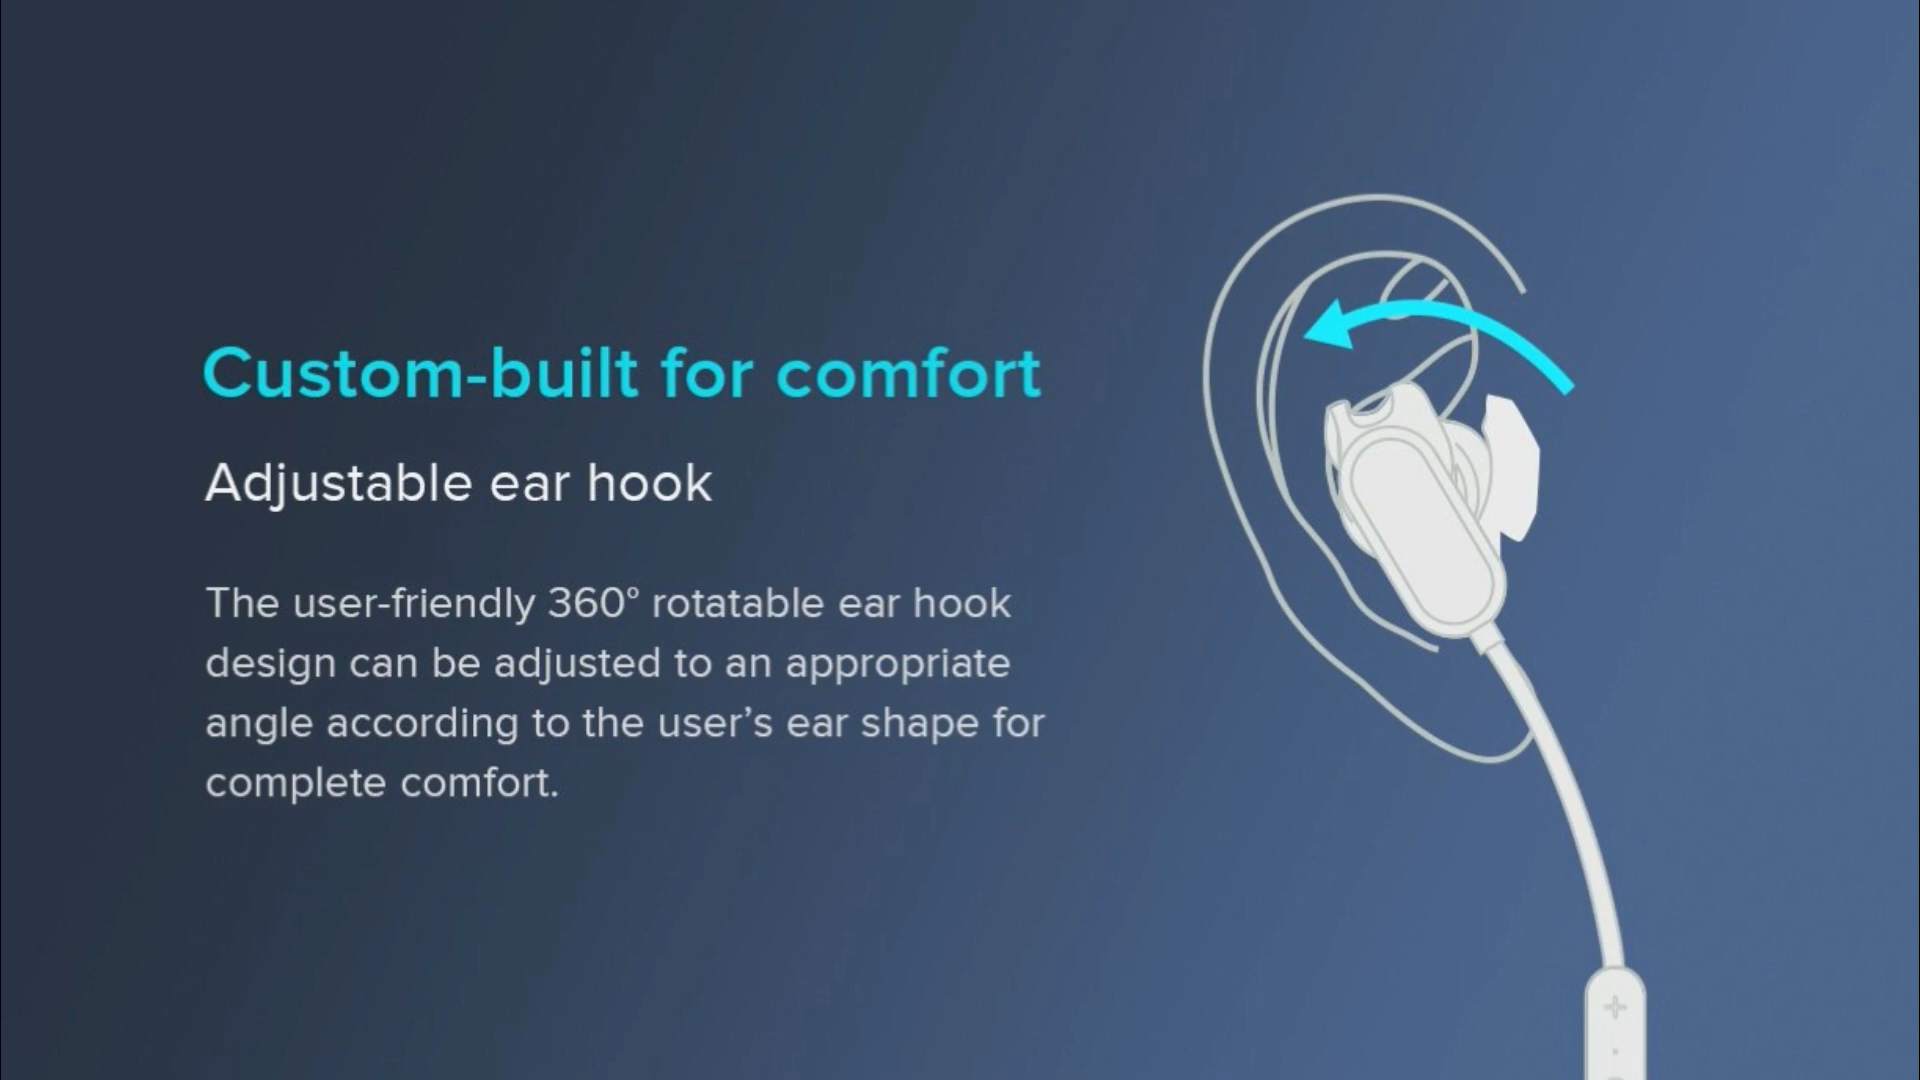 Custom-built for comfort
Adjustable ear hook
The user-friendly 360° rotatable ear hook
design can be adjusted to an appropriate
angle according to the user’s ear shape for
complete comfort.
+